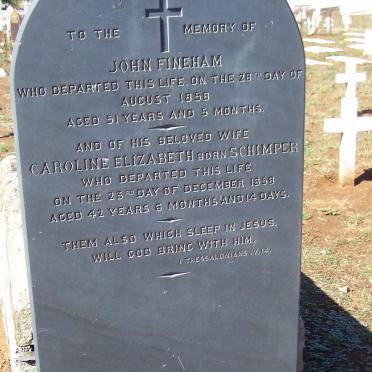 TO THE MEMORY OF
JOHN FINEHAM
WHO DEPARTED THIS LIFE ON THE 28TH DAY OF
AUGUST 1858
AGED 51 YEARS AND 5 MONTHS.
AND OF HIS BELOVED WIFE
CAROLINE ELIZABETH BORN SCHIMPER
WHO DEPARTED THIS LIFE
ON THE 23RD DAY OF DECEMBER 1858
AGED 42 YEARS 6 MONTHS AND 14 DAYS.
THEM ALSO WHICH SLEEP IN JESUS,
WILL GOD BRING WITH HIM.
I THESSALONIANS IV,14.